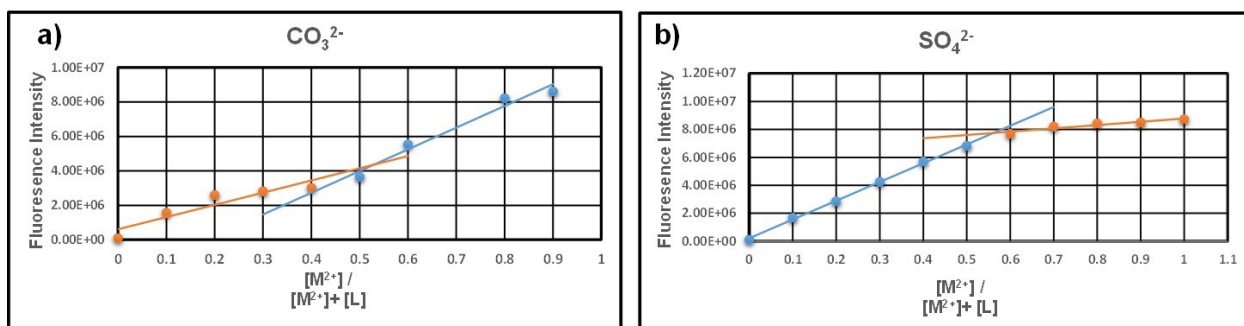 a)
CO₃²⁻
Fluoresence Intensity
1.00E+07
8.00E+06
6.00E+06
4.00E+06
2.00E+06
0.00E+00
0 0.1 0.2 0.3 0.4 0.5 0.6 0.7 0.8 0.9 1
[M²⁺] /
[M²⁺]+ [L]
b)
SO₄²⁻
Fluoresence Intensity
1.20E+07
1.00E+07
8.00E+06
6.00E+06
4.00E+06
2.00E+06
0.00E+00
0 0.1 0.2 0.3 0.4 0.5 0.6 0.7 0.8 0.9 1 1.1
[M²⁺] /
[M²⁺]+ [L]